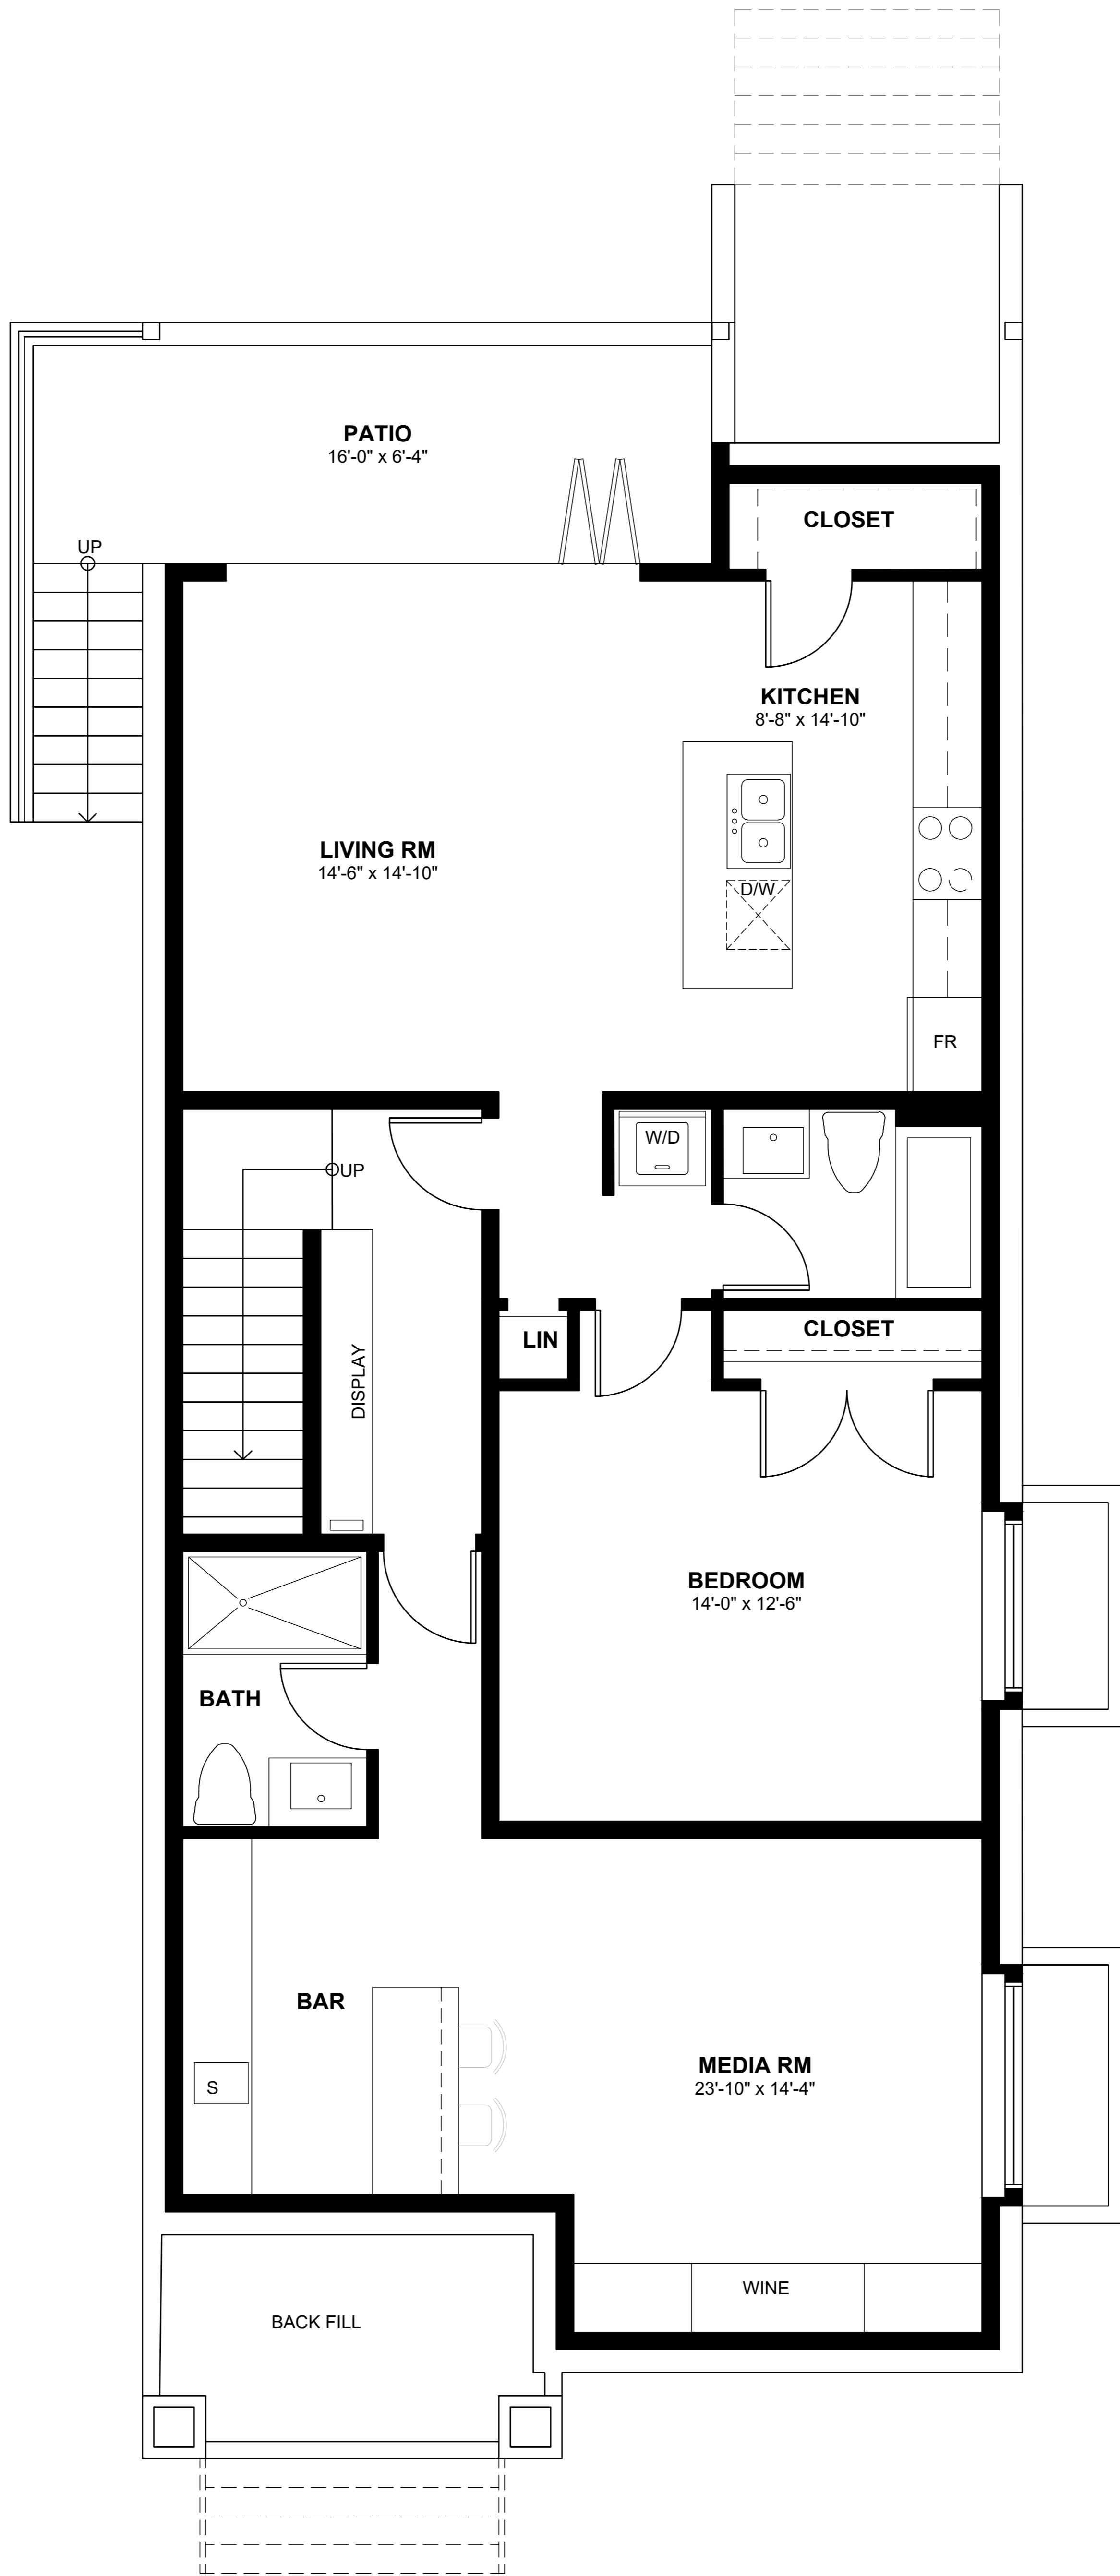 PATIO
16'-0" x 6'-4"
CLOSET
UP
KITCHEN
8'-8" x 14'-10"
LIVING RM
14'-6" x 14'-10"
D/W
FR
W/D
UP
LIN
CLOSET
DISPLAY
BEDROOM
14'-0" x 12'-6"
BATH
BAR
S
MEDIA RM
23'-10" x 14'-4"
WINE
BACK FILL